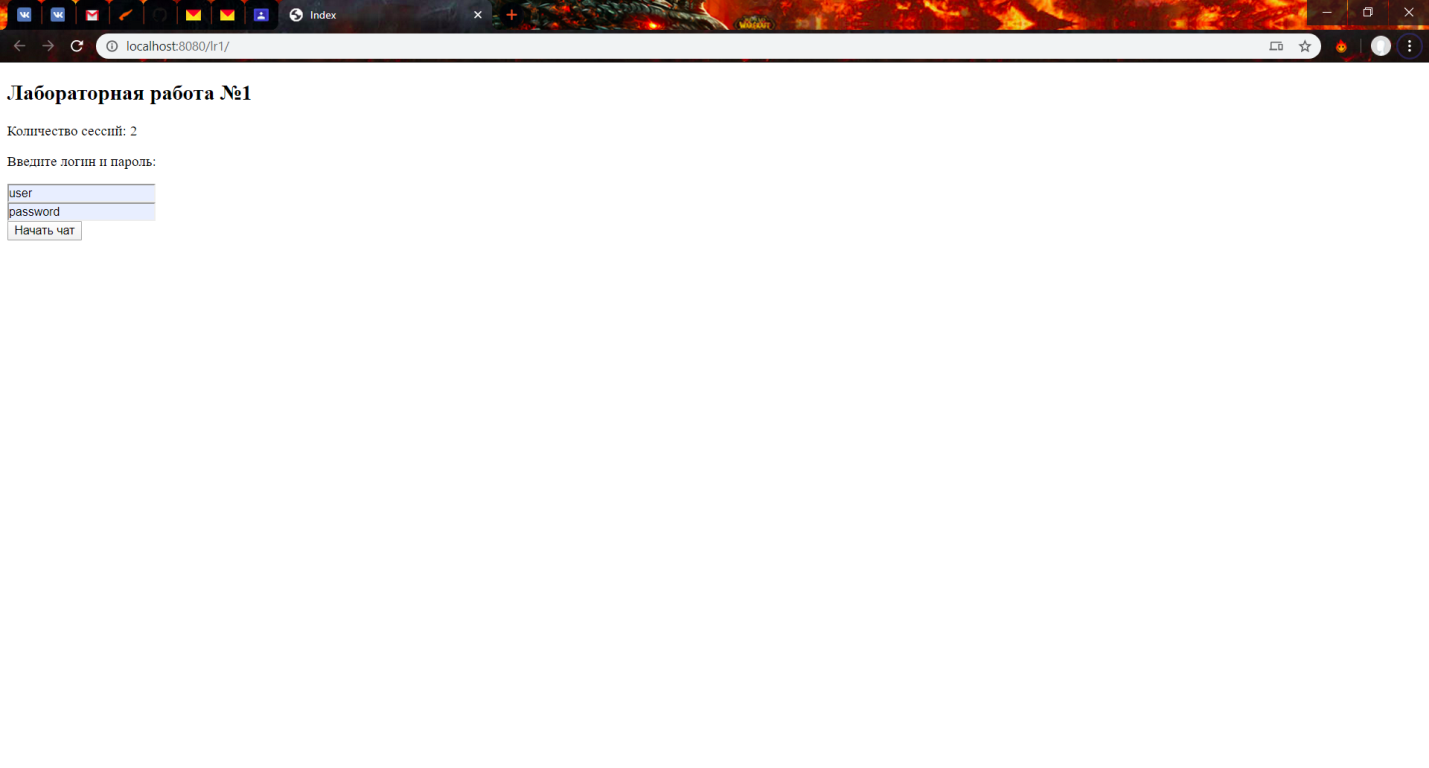 Index
localhost:8080/lr1/
Лабораторная работа №1
Количество сессий: 2
Введите логин и пароль:
user
password
Начать чат